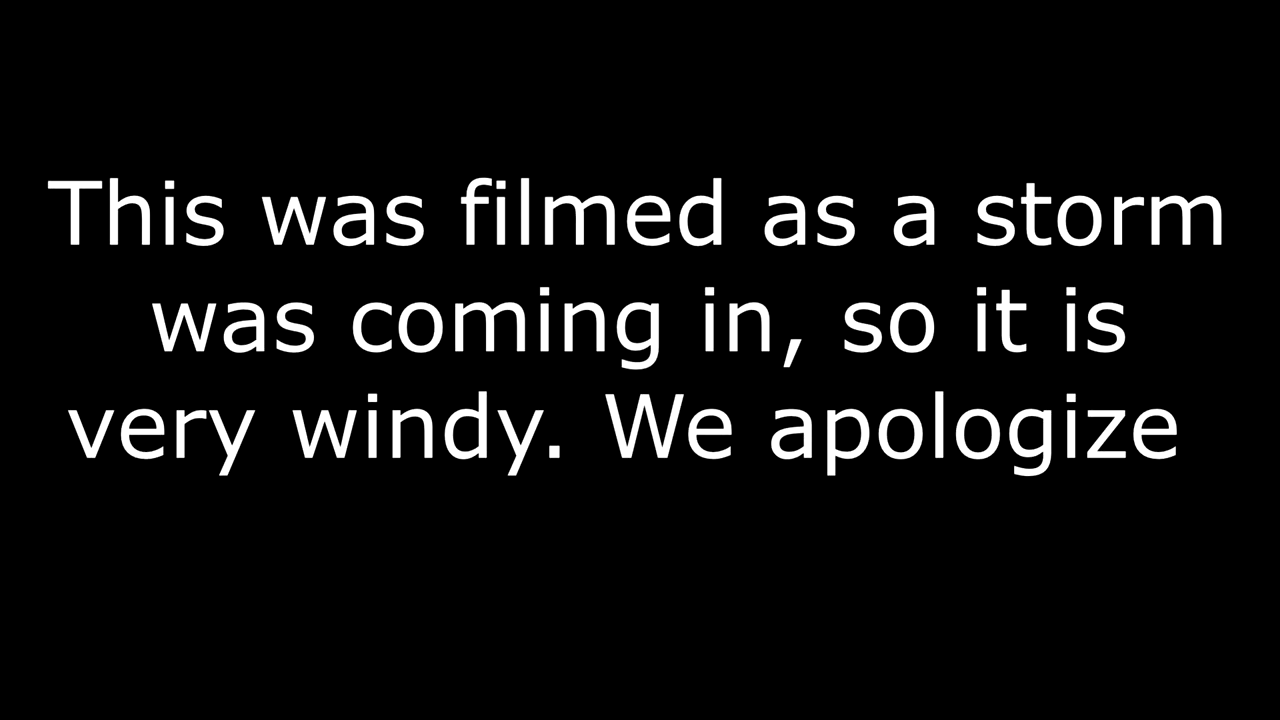 This was filmed as a storm
was coming in, so it is
very windy. We apologize